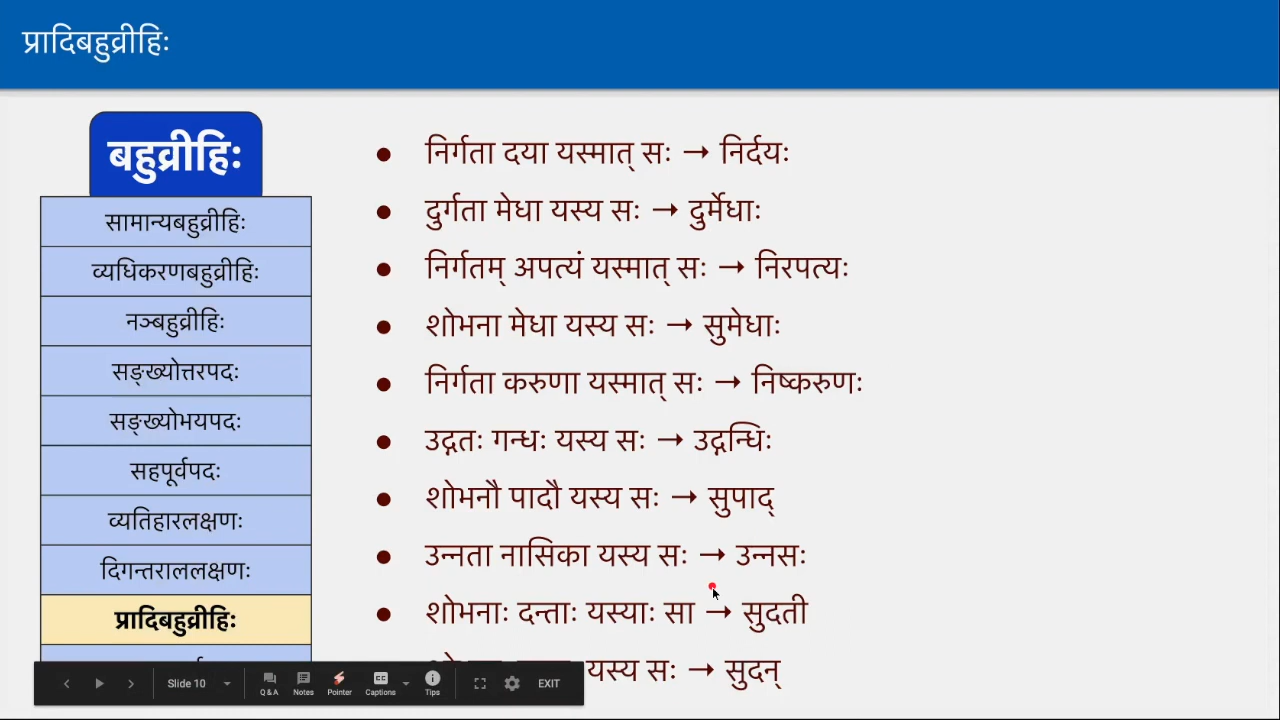 प्रादिबहुव्रीहिः
बहुव्रीहिः
सामान्यबहुव्रीहिः
व्यधिकरणबहुव्रीहिः
नञ्बहुव्रीहिः
सङ्ख्योत्तरपदः
सङ्ख्योभयपदः
सहपूर्वपदः
व्यतिहारलक्षणः
दिगन्तराललक्षणः
प्रादिबहुव्रीहिः
● निर्गता दया यस्मात् सः → निर्दयः
● दुर्गता मेधा यस्य सः → दुर्मेधाः
● निर्गतम् अपत्यं यस्मात् सः → निरपत्यः
● शोभना मेधा यस्य सः → सुमेधाः
● निर्गता करुणा यस्मात् सः → निष्करुणः
● उद्गतः गन्धः यस्य सः → उद्गन्धिः
● शोभनौ पादौ यस्य सः → सुपाद्
● उन्नता नासिका यस्य सः → उन्नसः
● शोभनाः दन्ताः यस्याः सा → सुदती
यस्य सः → सुदन्
Slide 10
Q & A
Notes
Pointer
Captions
Tips
EXIT